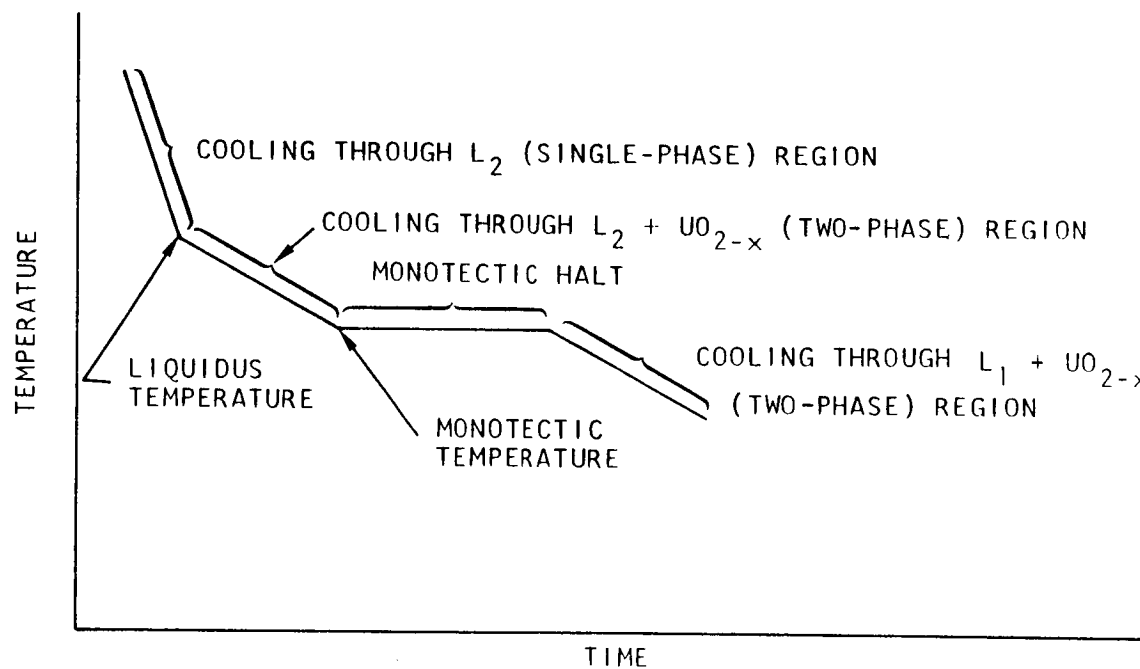 COOLING THROUGH L₂ (SINGLE-PHASE) REGION
COOLING THROUGH L₂ + UO₂₋ₓ (TWO-PHASE) REGION
MONOTECTIC HALT
COOLING THROUGH L₁ + UO₂₋ₓ
(TWO-PHASE) REGION
LIQUIDUS
TEMPERATURE
MONOTECTIC
TEMPERATURE
TEMPERATURE
TIME